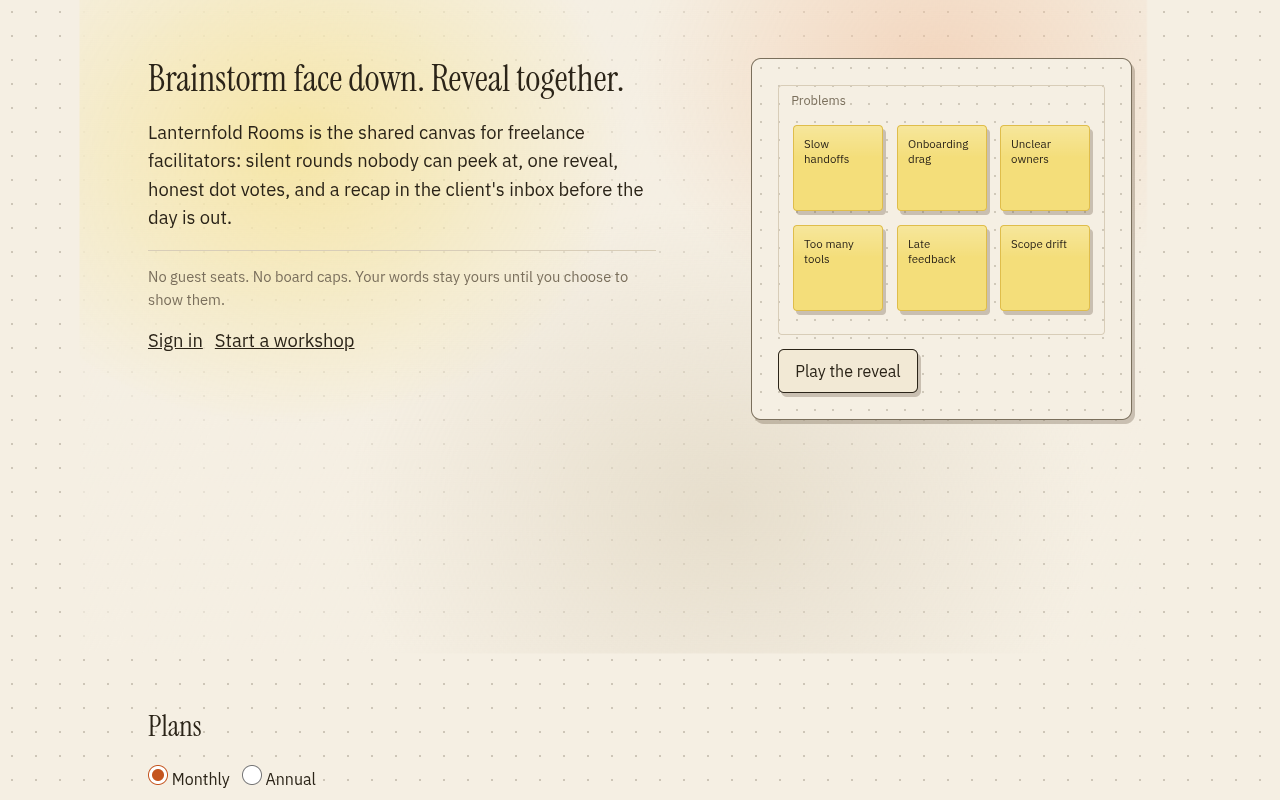 Brainstorm face down. Reveal together.
Lanternfold Rooms is the shared canvas for freelance
facilitators: silent rounds nobody can peek at, one reveal,
honest dot votes, and a recap in the client's inbox before the
day is out.
No guest seats. No board caps. Your words stay yours until you choose to
show them.
Sign in Start a workshop
Problems
Slow
handoffs
Onboarding
drag
Unclear
owners
Too many
tools
Late
feedback
Scope drift
Play the reveal
Plans
Monthly Annual